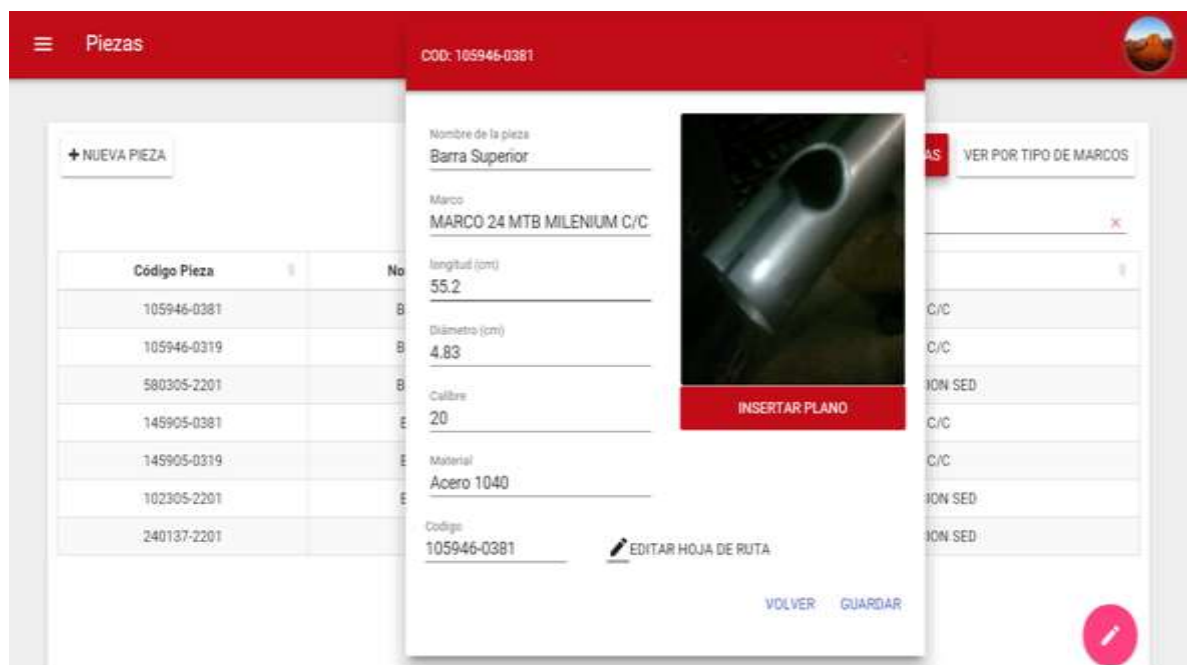 Piezas
COD: 105946-0381
+ NUEVA PIEZA
AS
VER POR TIPO DE MARCOS
Nombre de la pieza
Barra Superior
Marco
MARCO 24 MTB MILENIUM C/C
longitud (cm)
55.2
Diámetro (cm)
4.83
Calibre
20
Material
Acero 1040
Codigo
105946-0381
EDITAR HOJA DE RUTA
INSERTAR PLANO
VOLVER GUARDAR
Código Pieza No
105946-0381 B C/C
105946-0319 B C/C
580305-2201 B ION SED
145905-0381 E C/C
145905-0319 E C/C
102305-2201 E ION SED
240137-2201 ION SED